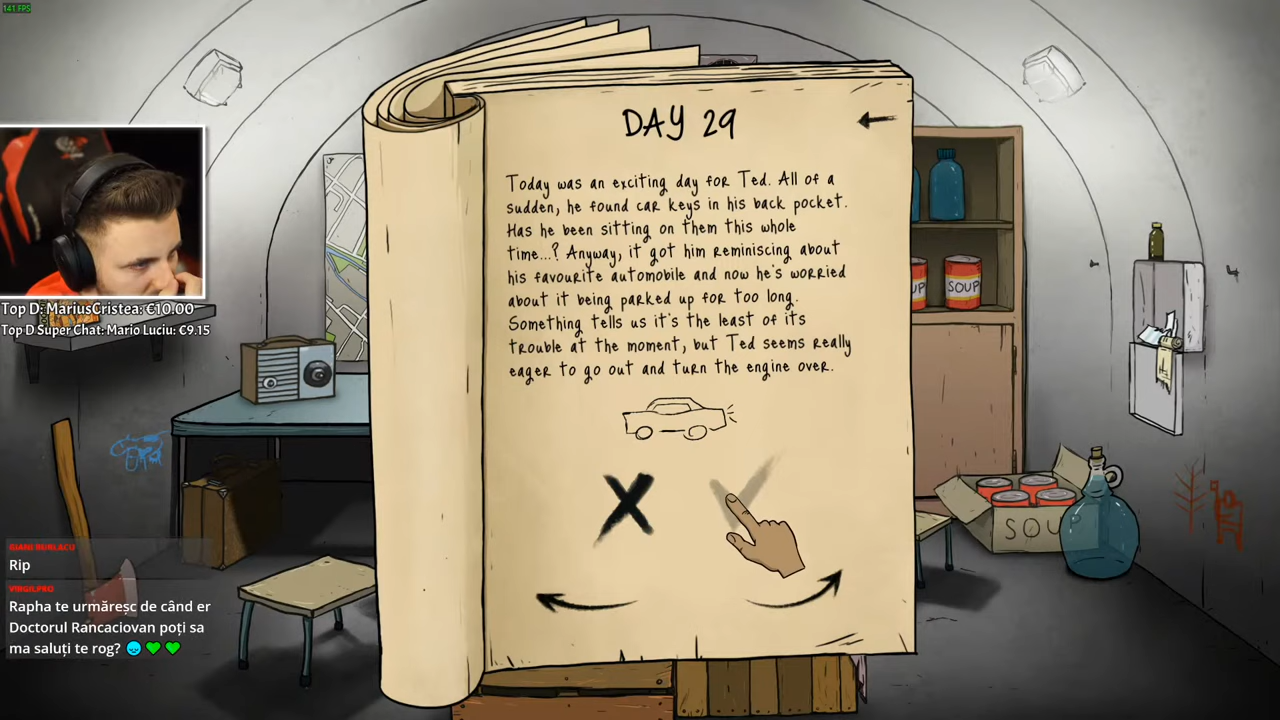 141 FPS
DAY 29
Today was an exciting day for Ted. All of a
sudden, he found car keys in his back pocket.
Has he been sitting on them this whole
time...? Anyway, it got him reminiscing about
his favourite automobile and now he's worried
about it being parked up for too long.
Something tells us it's the least of its
trouble at the moment, but Ted seems really
eager to go out and turn the engine over.
Top D: MariusCristea: €10.00
Top D Super Chat: Mario Luciu: €9.15
GIANI BURLACU
Rip
VIRGILPRO
Rapha te urmăresc de când er
Doctorul Rancaciovan poți sa
ma saluți te rog?
UP
SOUP
SOU